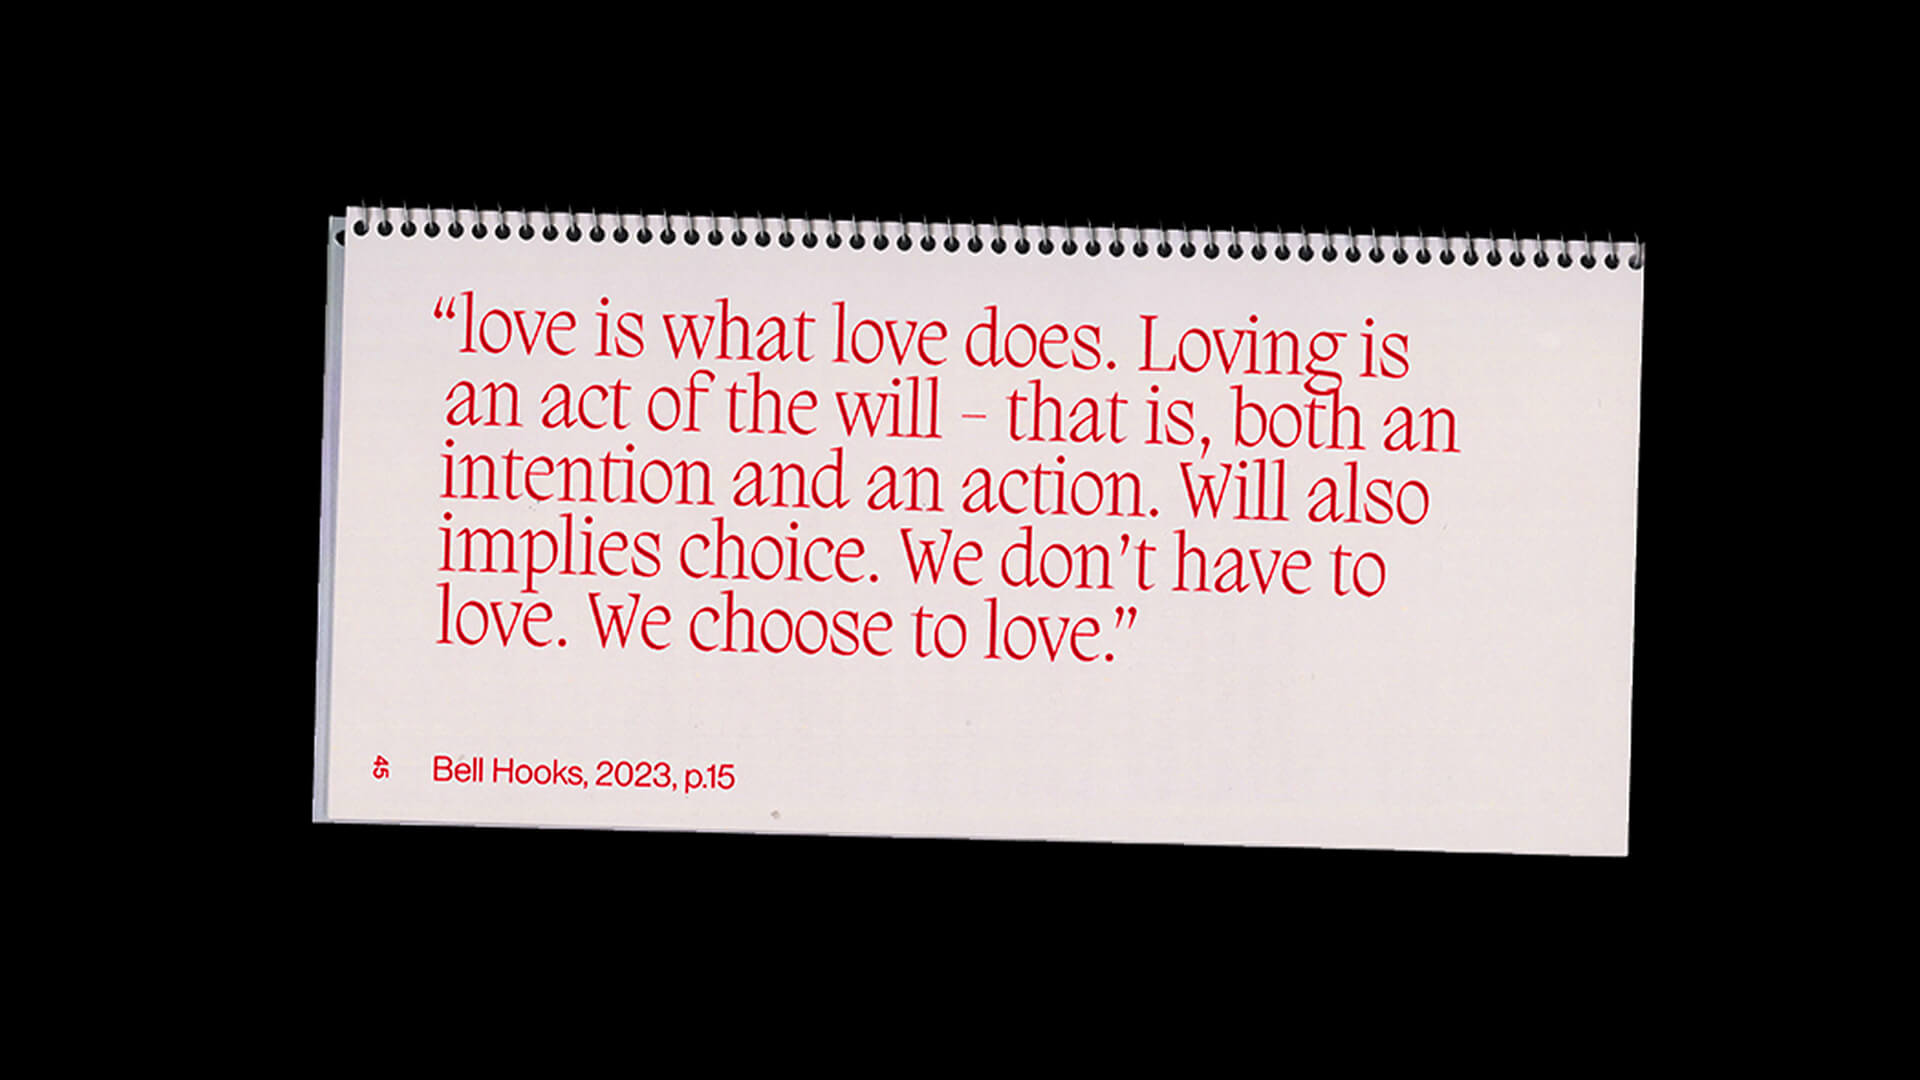 “love is what love does. Loving is
an act of the will – that is, both an
intention and an action. Will also
implies choice. We don’t have to
love. We choose to love.”
45
Bell Hooks, 2023, p.15